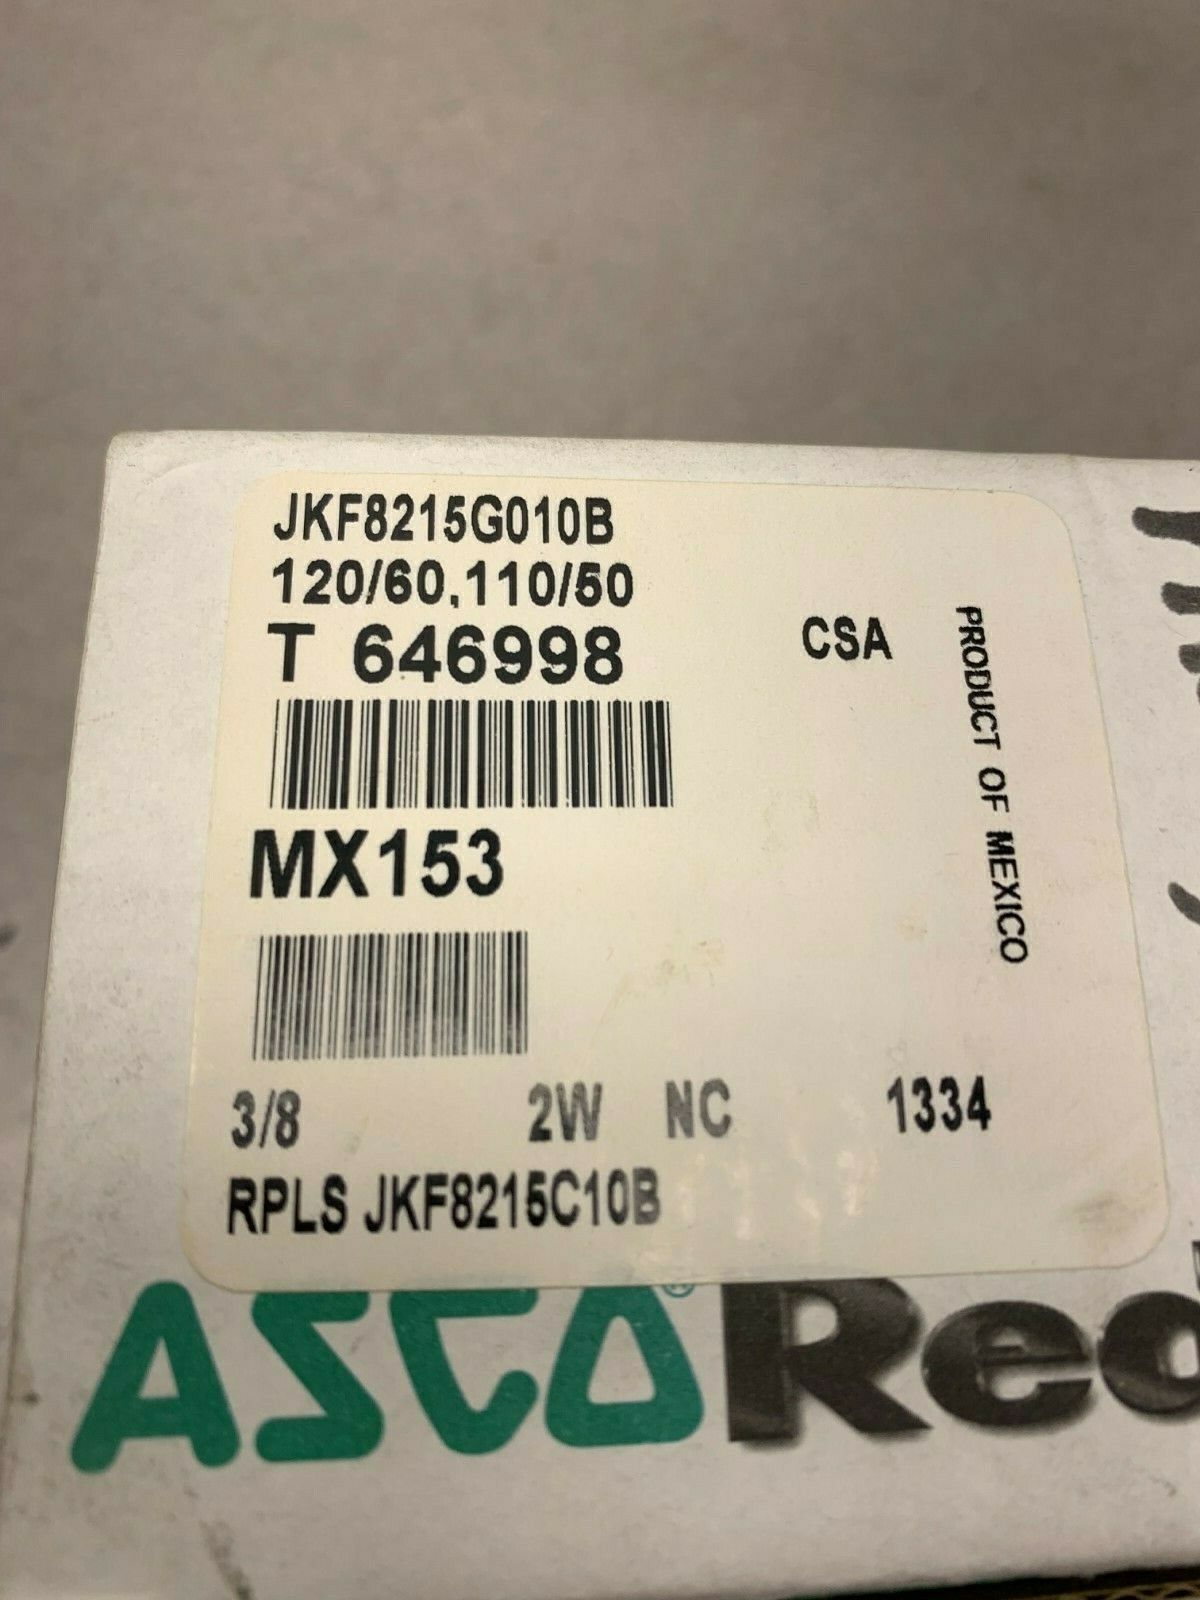 JKF8215G010B
120/60,110/50
T 646998
CSA
PRODUCT OF MEXICO
MX153
3/8 2W NC 1334
RPLS JKF8215C10B
ASCO®